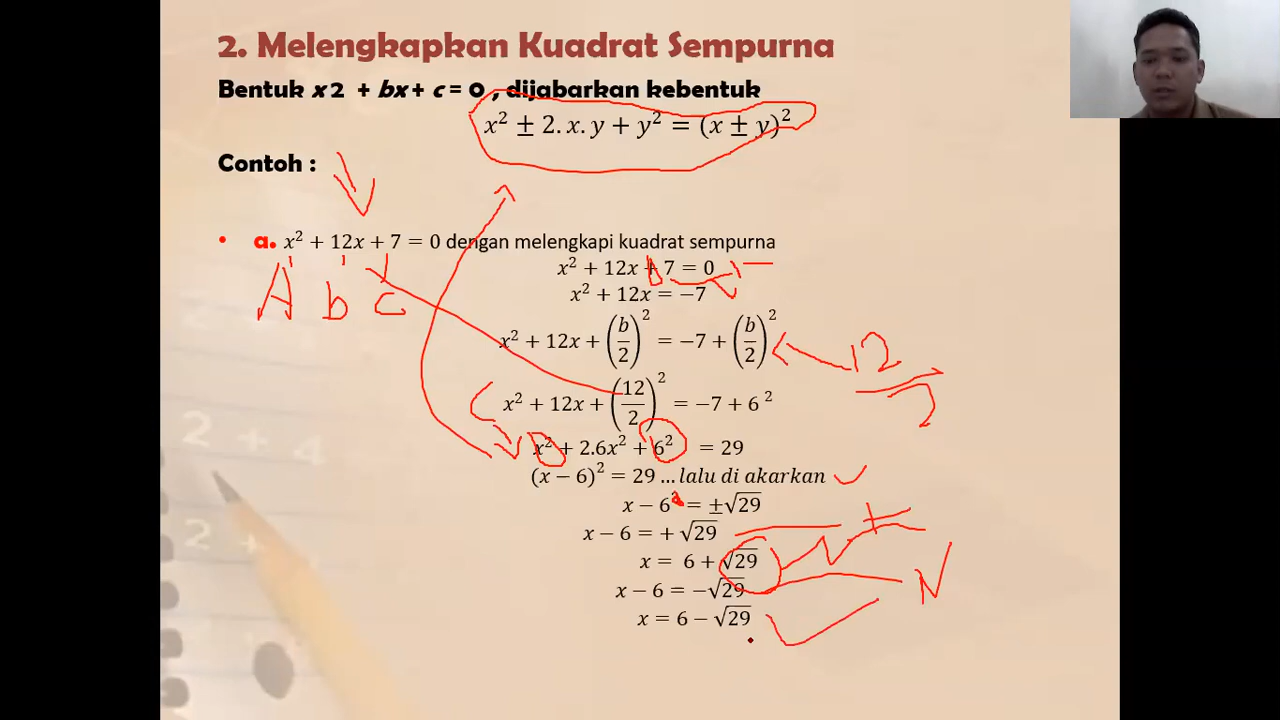 2. Melengkapkan Kuadrat Sempurna
Bentuk x 2 + bx + c = 0 , dijabarkan kebentuk
x² ± 2. x. y + y² = (x ± y)²
Contoh :
• a. x² + 12x + 7 = 0 dengan melengkapi kuadrat sempurna
A b c
x² + 12x + 7 = 0
x² + 12x = −7
x² + 12x + (b/2)² = −7 + (b/2)²
12/2
x² + 12x + (12/2)² = −7 + 6 ²
x² + 2.6x² + 6² = 29
(x − 6)² = 29 ... lalu di akarkan
x − 6² = ±√29
x − 6 = + √29
±
x = 6 + √29
x − 6 = −√29
x = 6 − √29